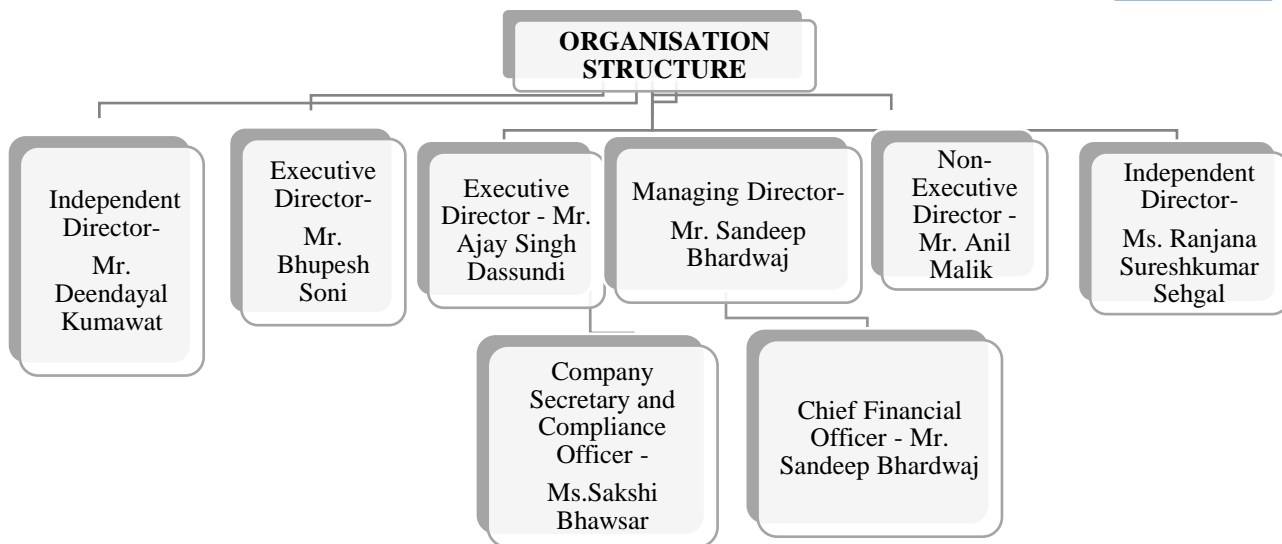 ORGANISATION
STRUCTURE
Independent
Director-
Mr.
Deendayal
Kumawat
Executive
Director-
Mr.
Bhupesh
Soni
Executive
Director - Mr.
Ajay Singh
Dassundi
Managing Director-
Mr. Sandeep
Bhardwaj
Non-
Executive
Director -
Mr. Anil
Malik
Independent
Director-
Ms. Ranjana
Sureshkumar
Sehgal
Company
Secretary and
Compliance
Officer -
Ms.Sakshi
Bhawsar
Chief Financial
Officer - Mr.
Sandeep Bhardwaj